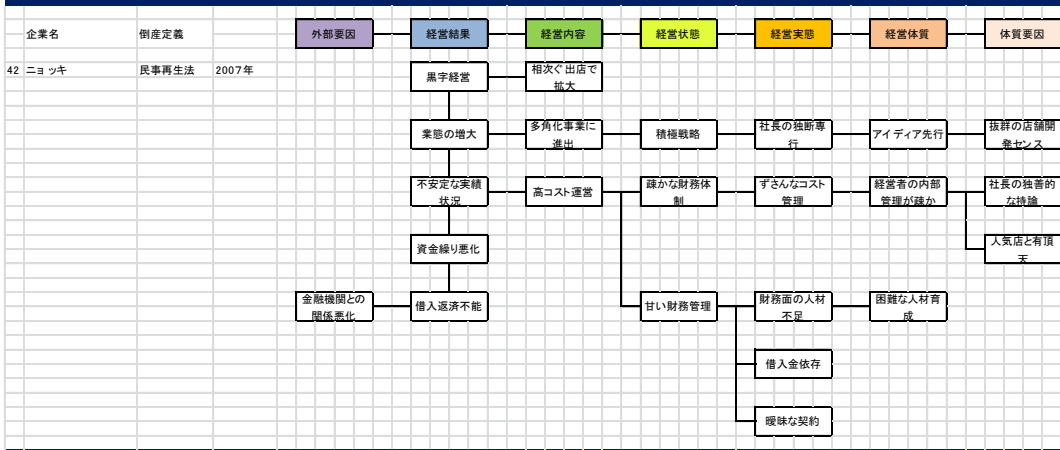 企業名 倒産定義 外部要因 経営結果 経営内容 経営状態 経営実態 経営体質 体質要因
42 ニョッキ 民事再生法 2007年
黒字経営
相次ぐ出店で
拡大
業態の増大
多角化事業に
進出
積極戦略
社長の独断専
行
アイディア先行
抜群の店舗開
発センス
不安定な実績
状況
高コスト運営
疎かな財務体
制
ずさんなコスト
管理
経営者の内部
管理が疎か
社長の独善的
な持論
資金繰り悪化
人気店と有頂
天
金融機関との
関係悪化
借入返済不能
甘い財務管理
財務面の人材
不足
困難な人材育
成
借入金依存
曖昧な契約